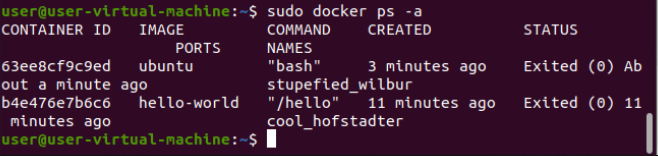 user@user-virtual-machine:~$ sudo docker ps -a
CONTAINER ID   IMAGE         COMMAND    CREATED          STATUS
               PORTS     NAMES
63ee8cf9c9ed   ubuntu        "bash"     3 minutes ago    Exited (0) Ab
out a minute ago             stupefied_wilbur
b4e476e7b6c6   hello-world   "/hello"   11 minutes ago   Exited (0) 11
 minutes ago                 cool_hofstadter
user@user-virtual-machine:~$